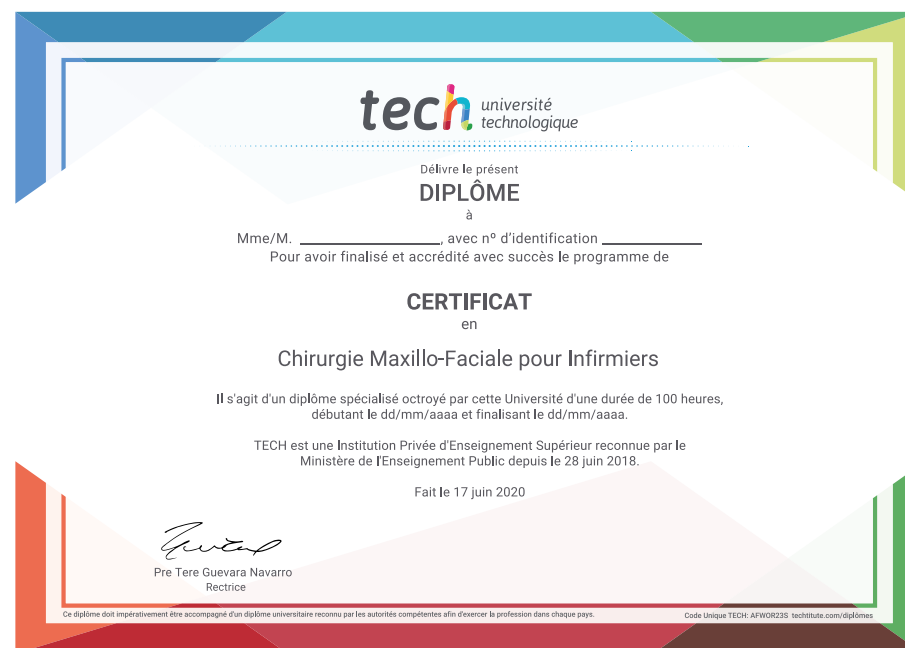 tech université
technologique
Délivre le présent
DIPLÔME
à
Mme/M. ____________________, avec nº d'identification ______________
Pour avoir finalisé et accrédité avec succès le programme de
CERTIFICAT
en
Chirurgie Maxillo-Faciale pour Infirmiers
Il s'agit d'un diplôme spécialisé octroyé par cette Université d'une durée de 100 heures,
débutant le dd/mm/aaaa et finalisant le dd/mm/aaaa.
TECH est une Institution Privée d'Enseignement Supérieur reconnue par le
Ministère de l'Enseignement Public depuis le 28 juin 2018.
Fait le 17 juin 2020
Pre Tere Guevara Navarro
Rectrice
Ce diplôme doit impérativement être accompagné d'un diplôme universitaire reconnu par les autorités compétentes afin d'exercer la profession dans chaque pays.
Code Unique TECH: AFWOR23S techtitute.com/diplômes